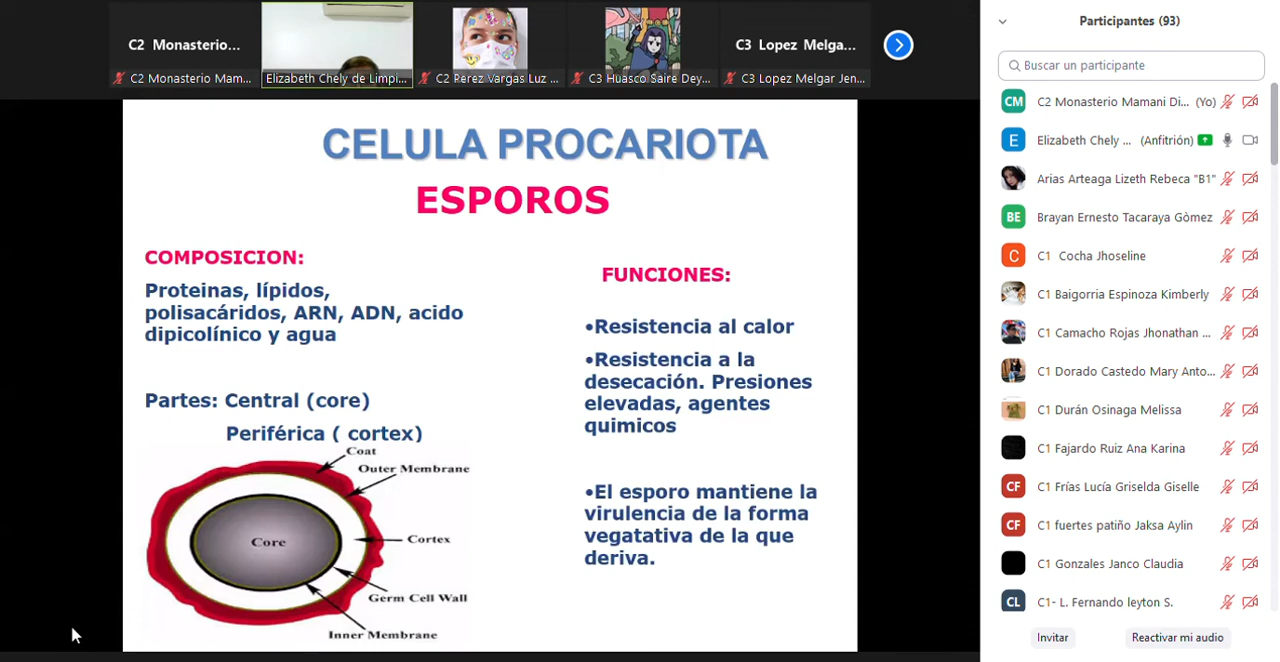 C2 Monasterio...
C3 Lopez Melga...
C2 Monasterio Mam...
Elizabeth Chely de Limpi...
C2 Perez Vargas Luz ...
C3 Huasco Saire Dey...
C3 Lopez Melgar Jen...
CELULA PROCARIOTA
ESPOROS
COMPOSICION:
Proteinas, lípidos,
polisacáridos, ARN, ADN, acido
dipicolínico y agua
Partes: Central (core)
Periférica ( cortex)
Coat
Outer Membrane
Core
Cortex
Germ Cell Wall
Inner Membrane
FUNCIONES:
•Resistencia al calor
•Resistencia a la
desecación. Presiones
elevadas, agentes
quimicos
•El esporo mantiene la
virulencia de la forma
vegatativa de la que
deriva.
Participantes (93)
Buscar un participante
CM C2 Monasterio Mamani Di... (Yo)
E Elizabeth Chely ... (Anfitrión)
Arias Arteaga Lizeth Rebeca "B1"
BE Brayan Ernesto Tacaraya Gòmez
C C1 Cocha Jhoseline
C1 Baigorria Espinoza Kimberly
C1 Camacho Rojas Jhonathan ...
C1 Dorado Castedo Mary Anto...
C1 Durán Osinaga Melissa
C1 Fajardo Ruiz Ana Karina
CF C1 Frías Lucía Griselda Giselle
CF C1 fuertes patiño Jaksa Aylin
C1 Gonzales Janco Claudia
CL C1- L. Fernando leyton S.
Invitar
Reactivar mi audio